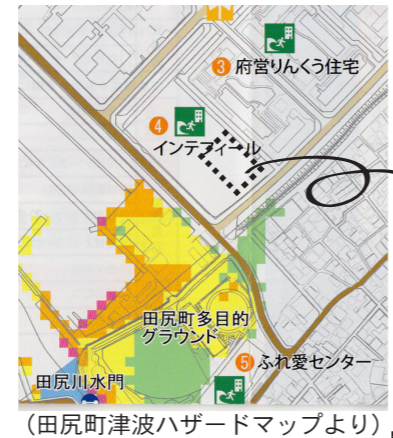 ③ 府営りんくう住宅
④
インテフィール
田尻町多目的
グラウンド
⑤ ふれ愛センター
田尻川水門
（田尻町津波ハザードマップより）